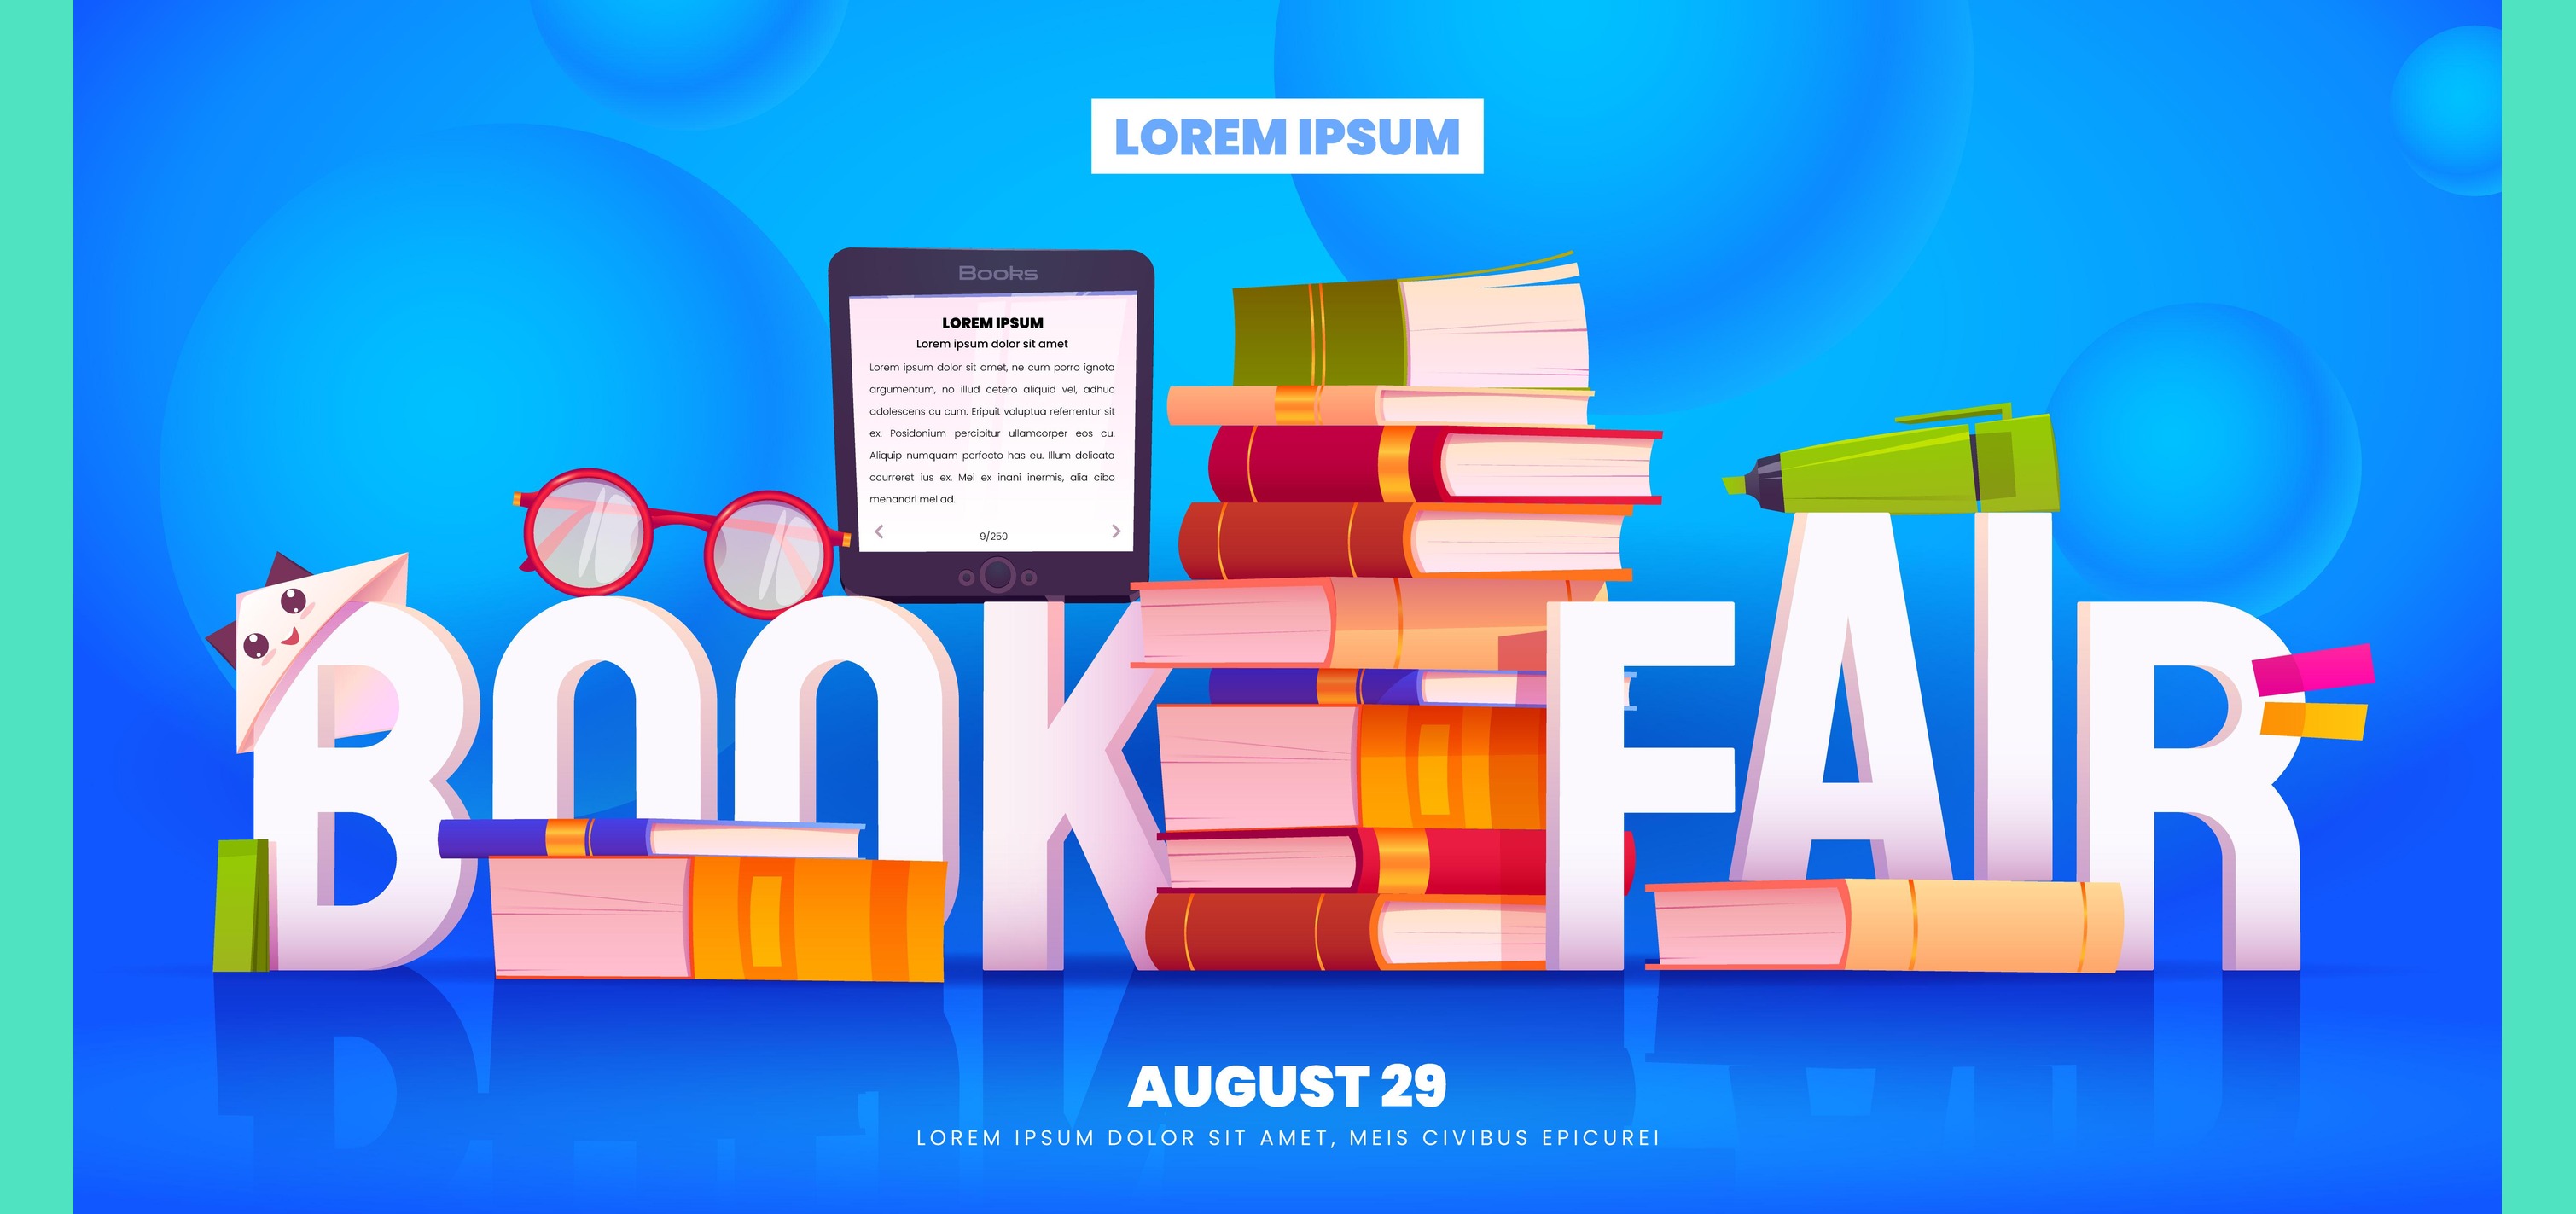 LOREM IPSUM
Books
LOREM IPSUM
Lorem ipsum dolor sit amet
Lorem ipsum dolor sit amet, ne cum porro ignota
argumentum, no illud cetero aliquid vel, adhuc
adolescens cu cum. Eripuit voluptua referrentur sit
ex. Posidonium percipitur ullamcorper eos cu.
Aliquip numquam perfecto has eu. Illum delicata
ocurreret ius ex. Mei ex inani inermis, alia cibo
menandri mel ad.
9/250
BOOK FAIR
AUGUST 29
LOREM IPSUM DOLOR SIT AMET, MEIS CIVIBUS EPICUREI